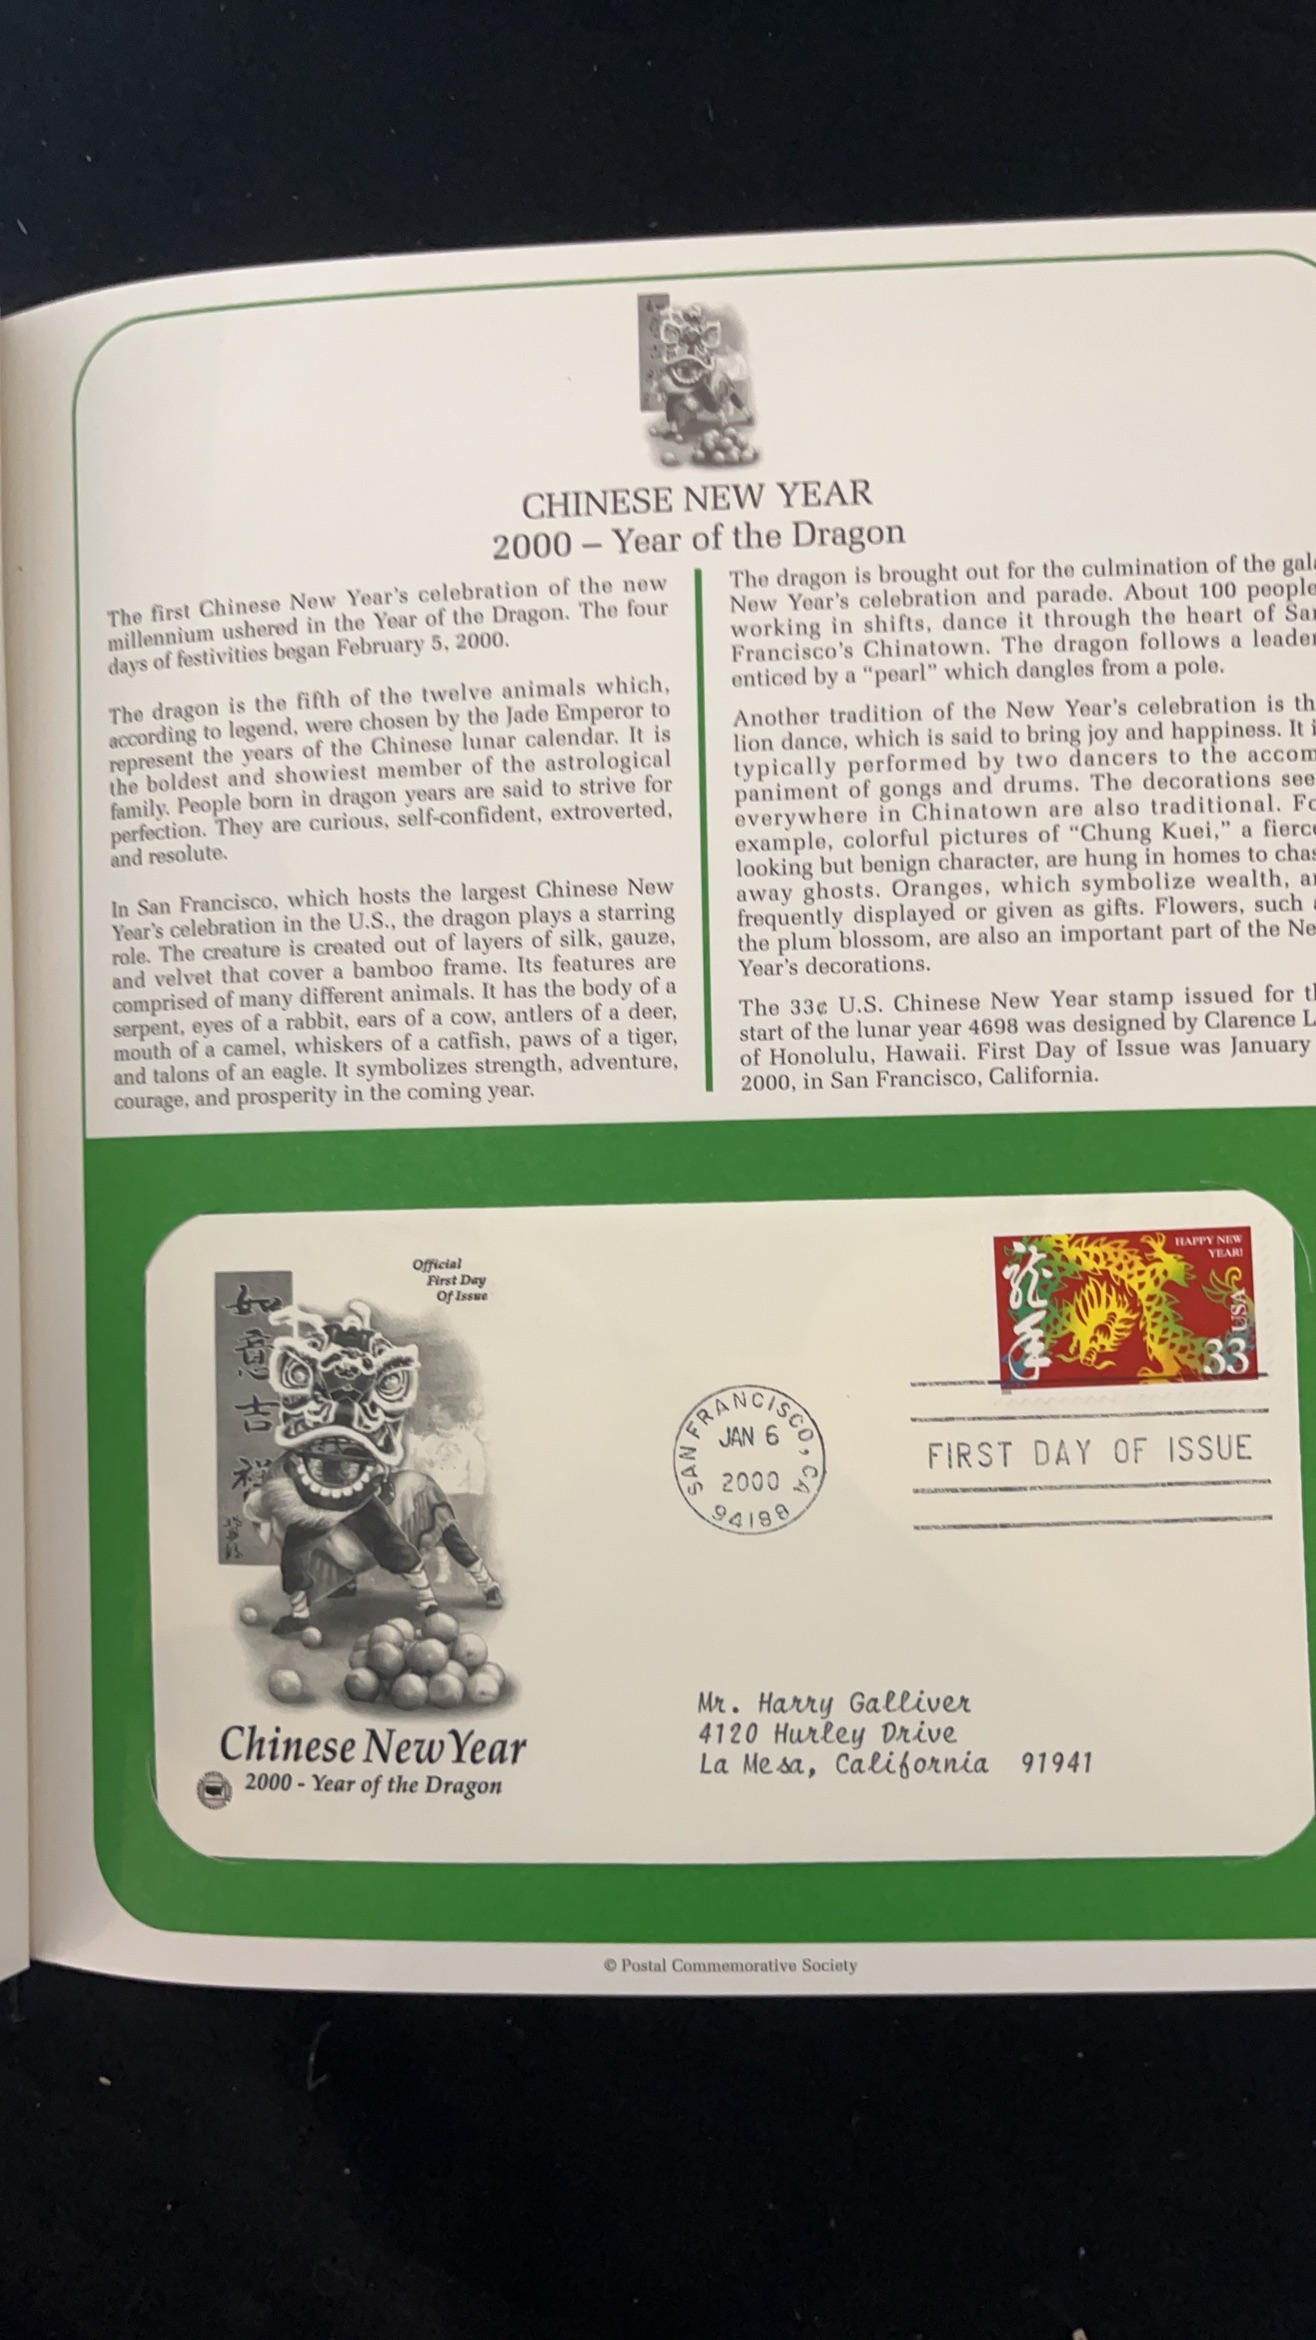 CHINESE NEW YEAR
2000 – Year of the Dragon
The first Chinese New Year's celebration of the new
millennium ushered in the Year of the Dragon. The four
days of festivities began February 5, 2000.
The dragon is the fifth of the twelve animals which,
according to legend, were chosen by the Jade Emperor to
represent the years of the Chinese lunar calendar. It is
the boldest and showiest member of the astrological
family. People born in dragon years are said to strive for
perfection. They are curious, self-confident, extroverted,
and resolute.
In San Francisco, which hosts the largest Chinese New
Year's celebration in the U.S., the dragon plays a starring
role. The creature is created out of layers of silk, gauze,
and velvet that cover a bamboo frame. Its features are
comprised of many different animals. It has the body of a
serpent, eyes of a rabbit, ears of a cow, antlers of a deer,
mouth of a camel, whiskers of a catfish, paws of a tiger,
and talons of an eagle. It symbolizes strength, adventure,
courage, and prosperity in the coming year.
The dragon is brought out for the culmination of the
New Year's celebration and parade. About 100 people
working in shifts, dance it through the heart of
Francisco's Chinatown. The dragon follows a leader
enticed by a “pearl” which dangles from a pole.
Another tradition of the New Year's celebration is
lion dance, which is said to bring joy and happiness. It
typically performed by two dancers to the accom
paniment of gongs and drums. The decorations
everywhere in Chinatown are also traditional.
example, colorful pictures of “Chung Kuei,” a fierce
looking but benign character, are hung in homes to
away ghosts. Oranges, which symbolize wealth,
frequently displayed or given as gifts. Flowers, such
the plum blossom, are also an important part of the
Year's decorations.
The 33¢ U.S. Chinese New Year stamp issued for
start of the lunar year 4698 was designed by Clarence
of Honolulu, Hawaii. First Day of Issue was January
2000, in San Francisco, California.
Official
First Day
Of Issue
如意吉祥
HAPPY NEW
YEAR!
龍年
USA
33
SAN FRANCISCO, CA
JAN 6
2000
94188
FIRST DAY OF ISSUE
Mr. Harry Galliver
4120 Hurley Drive
La Mesa, California 91941
Chinese New Year
2000 - Year of the Dragon
© Postal Commemorative Society